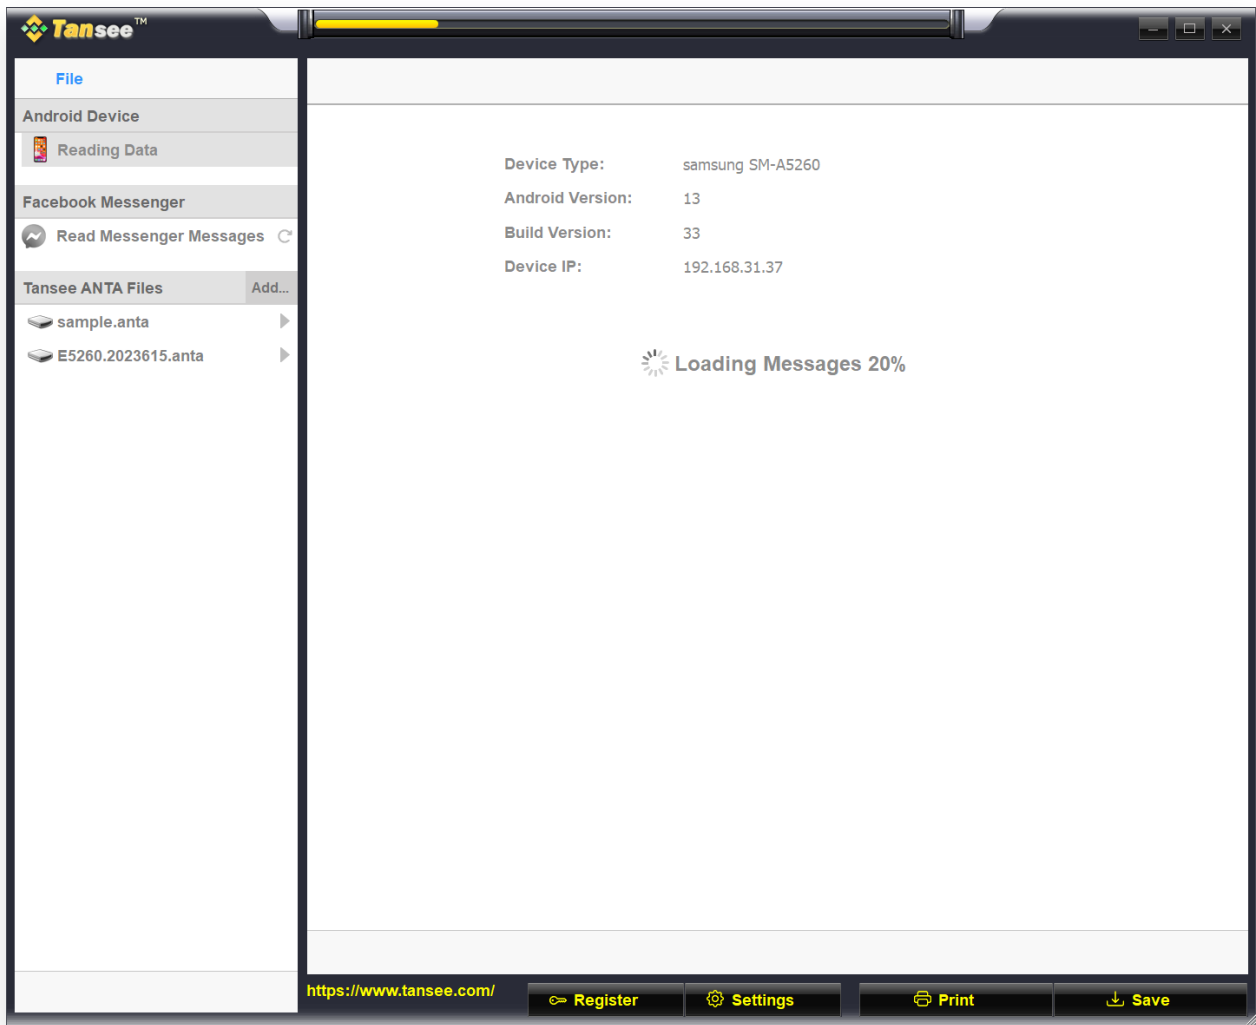 Tansee™
File
Android Device
Reading Data
Facebook Messenger
Read Messenger Messages
Tansee ANTA Files Add...
sample.anta
E5260.2023615.anta
Device Type: samsung SM-A5260
Android Version: 13
Build Version: 33
Device IP: 192.168.31.37
Loading Messages 20%
https://www.tansee.com/ Register Settings Print Save